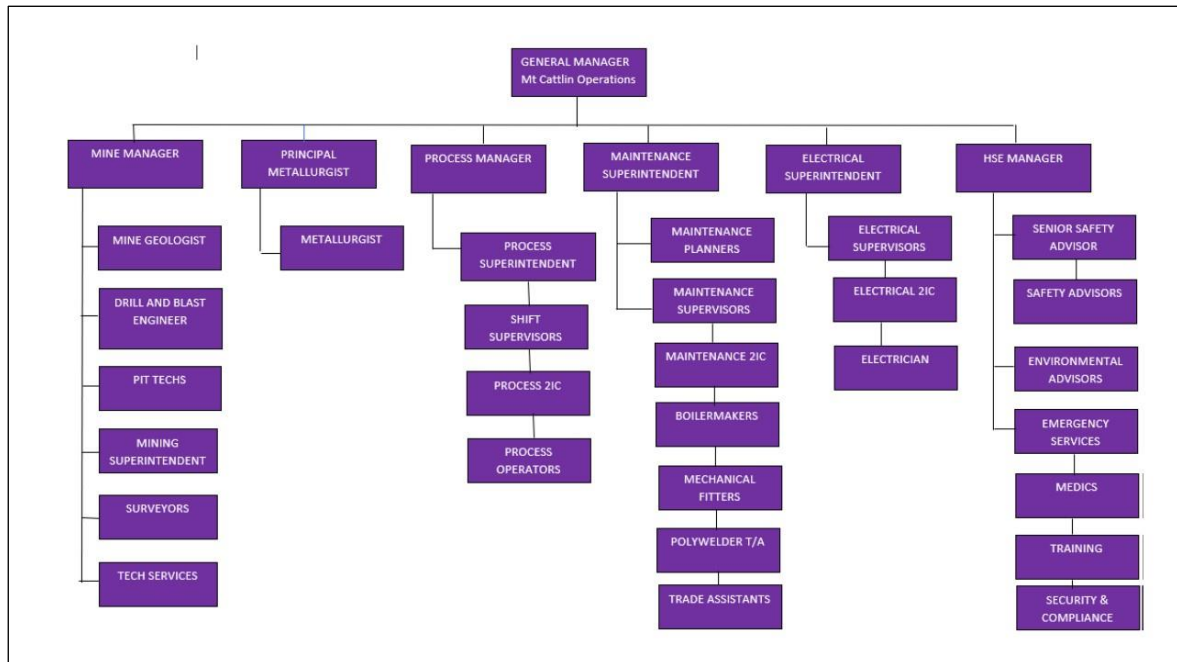 GENERAL MANAGER
Mt Cattlin Operations
MINE MANAGER
PRINCIPAL
METALLURGIST
PROCESS MANAGER
MAINTENANCE
SUPERINTENDENT
ELECTRICAL
SUPERINTENDENT
HSE MANAGER
MINE GEOLOGIST
DRILL AND BLAST
ENGINEER
PIT TECHS
MINING
SUPERINTENDENT
SURVEYORS
TECH SERVICES
METALLURGIST
PROCESS
SUPERINTENDENT
SHIFT
SUPERVISORS
PROCESS 2IC
PROCESS
OPERATORS
MAINTENANCE
PLANNERS
MAINTENANCE
SUPERVISORS
MAINTENANCE 2IC
BOILERMAKERS
MECHANICAL
FITTERS
POLYWELDER T/A
TRADE ASSISTANTS
ELECTRICAL
SUPERVISORS
ELECTRICAL 2IC
ELECTRICIAN
SENIOR SAFETY
ADVISOR
SAFETY ADVISORS
ENVIRONMENTAL
ADVISORS
EMERGENCY
SERVICES
MEDICS
TRAINING
SECURITY &
COMPLIANCE